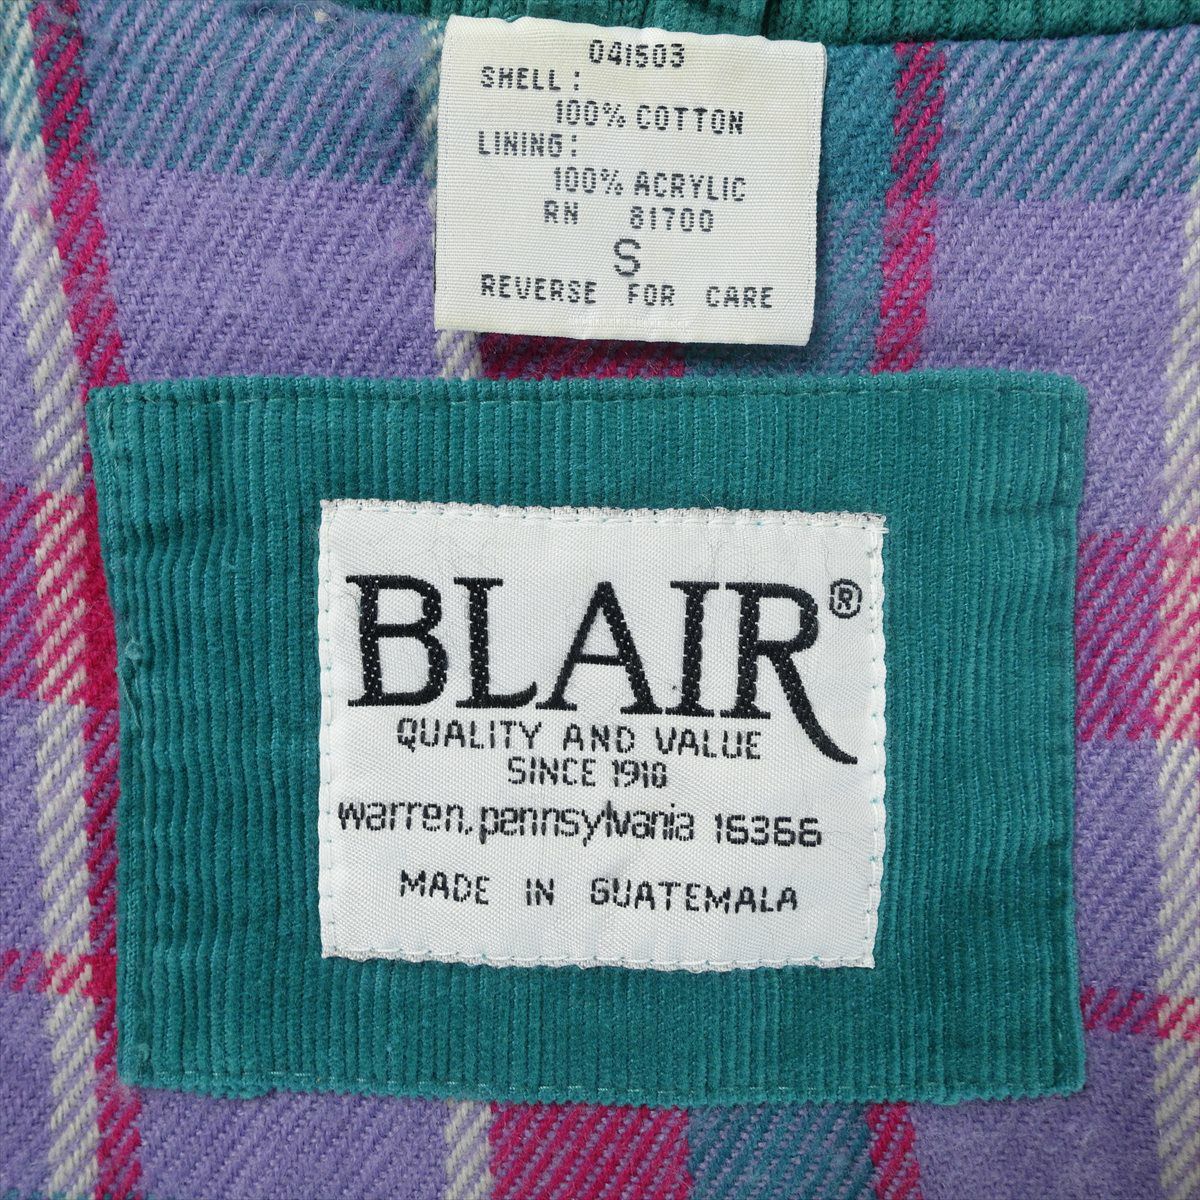 041503
SHELL:
100% COTTON
LINING:
100% ACRYLIC
RN 81700
S
REVERSE FOR CARE
BLAIR®
QUALITY AND VALUE
SINCE 1910
warren, pennsylvania 16366
MADE IN GUATEMALA